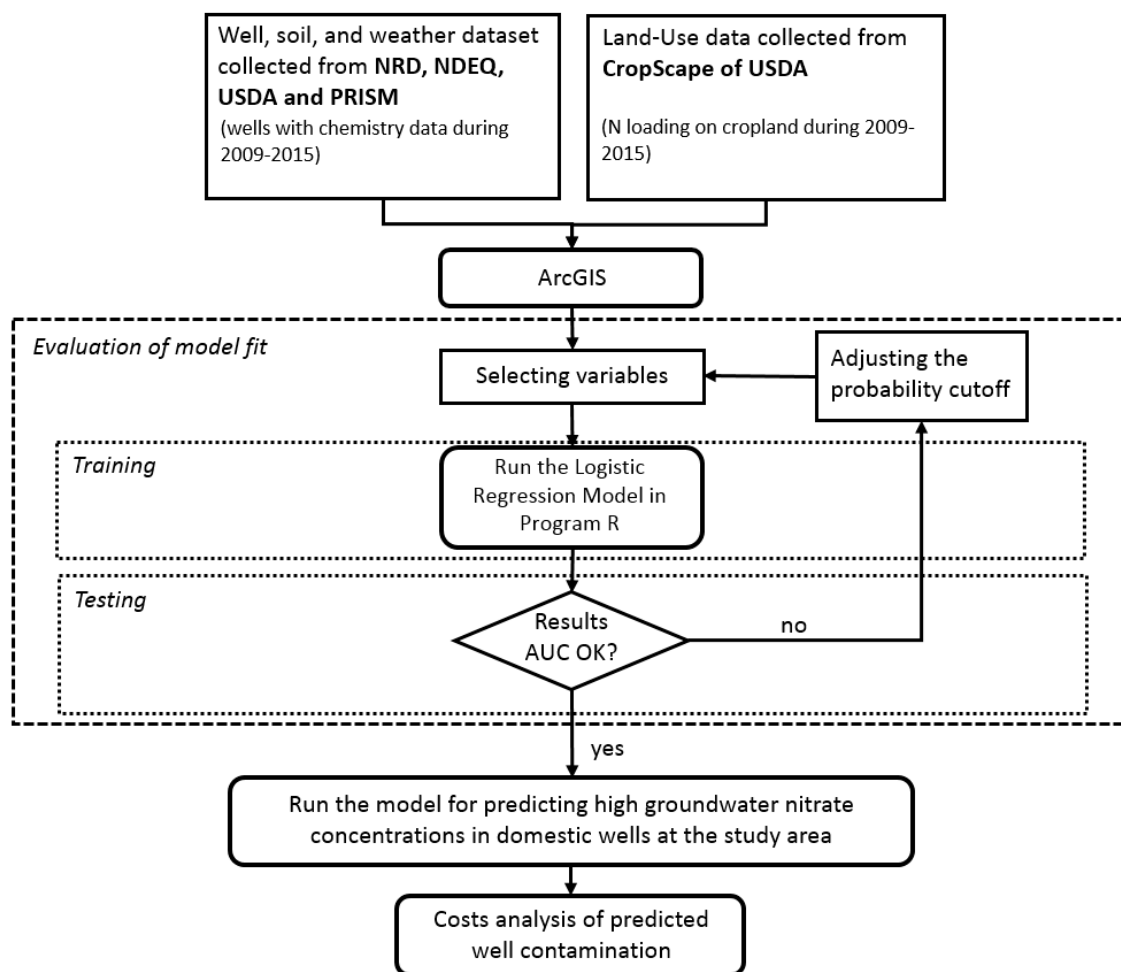 Well, soil, and weather dataset
collected from NRD, NDEQ,
USDA and PRISM
(wells with chemistry data during
2009-2015)
Land-Use data collected from
CropScape of USDA
(N loading on cropland during 2009-
2015)
ArcGIS
Evaluation of model fit
Selecting variables
Adjusting the
probability cutoff
Training
Run the Logistic
Regression Model in
Program R
Testing
Results
AUC OK?
no
yes
Run the model for predicting high groundwater nitrate
concentrations in domestic wells at the study area
Costs analysis of predicted
well contamination